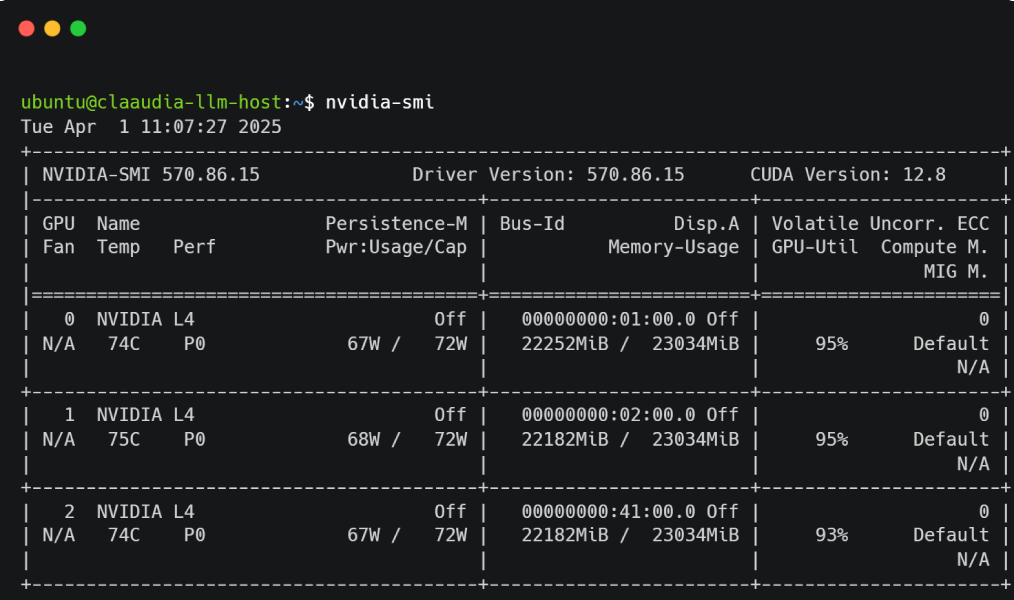 ubuntu@claaudia-llm-host:~$ nvidia-smi
Tue Apr  1 11:07:27 2025
+-----------------------------------------------------------------------------------------+
| NVIDIA-SMI 570.86.15              Driver Version: 570.86.15      CUDA Version: 12.8     |
|-----------------------------------------+------------------------+----------------------+
| GPU  Name                 Persistence-M | Bus-Id          Disp.A | Volatile Uncorr. ECC |
| Fan  Temp   Perf          Pwr:Usage/Cap |           Memory-Usage | GPU-Util  Compute M. |
|                                         |                        |               MIG M. |
|=========================================+========================+======================|
|   0  NVIDIA L4                      Off |   00000000:01:00.0 Off |                    0 |
| N/A   74C    P0              67W /   72W |   22252MiB /  23034MiB |     95%      Default |
|                                         |                        |                  N/A |
+-----------------------------------------+------------------------+----------------------+
|   1  NVIDIA L4                      Off |   00000000:02:00.0 Off |                    0 |
| N/A   75C    P0              68W /   72W |   22182MiB /  23034MiB |     95%      Default |
|                                         |                        |                  N/A |
+-----------------------------------------+------------------------+----------------------+
|   2  NVIDIA L4                      Off |   00000000:41:00.0 Off |                    0 |
| N/A   74C    P0              67W /   72W |   22182MiB /  23034MiB |     93%      Default |
|                                         |                        |                  N/A |
+-----------------------------------------+------------------------+----------------------+